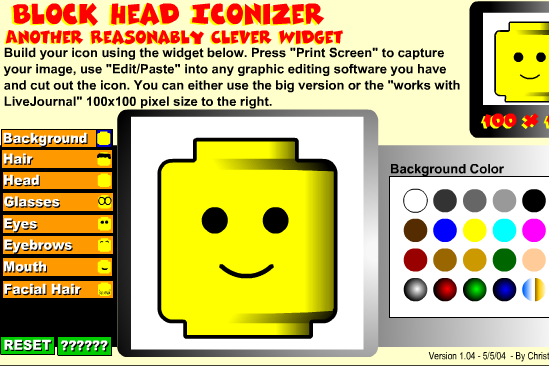 BLOCK HEAD ICONIZER
ANOTHER REASONABLY CLEVER WIDGET
Build your icon using the widget below. Press "Print Screen" to capture
your image, use "Edit/Paste" into any graphic editing software you have
and cut out the icon. You can either use the big version or the "works with
LiveJournal" 100x100 pixel size to the right.
100 x
Background
Hair
Head
Glasses
Eyes
Eyebrows
Mouth
Facial Hair
RESET ??????
Background Color
Version 1.04 - 5/5/04 - By Christ